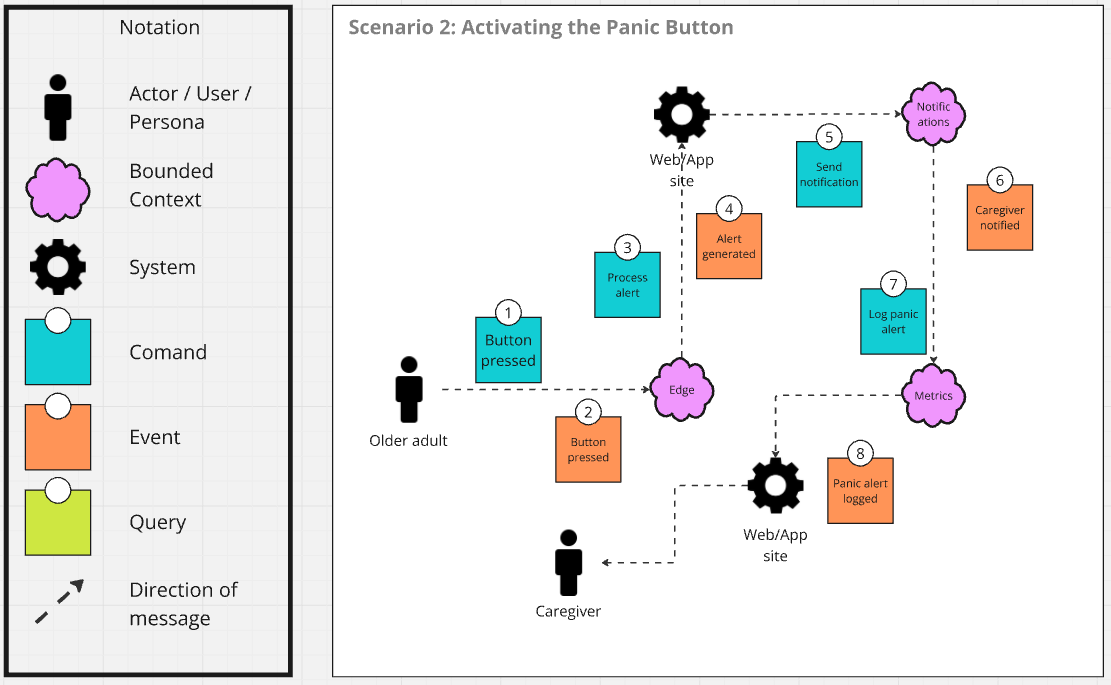 Notation
Actor / User /
Persona
Bounded
Context
System
Comand
Event
Query
Direction of
message
Scenario 2: Activating the Panic Button
Older adult
1
Button
pressed
2
Button
pressed
Edge
3
Process
alert
4
Alert
generated
Web/App
site
5
Send
notification
Notific
ations
6
Caregiver
notified
7
Log panic
alert
Metrics
8
Panic alert
logged
Web/App
site
Caregiver